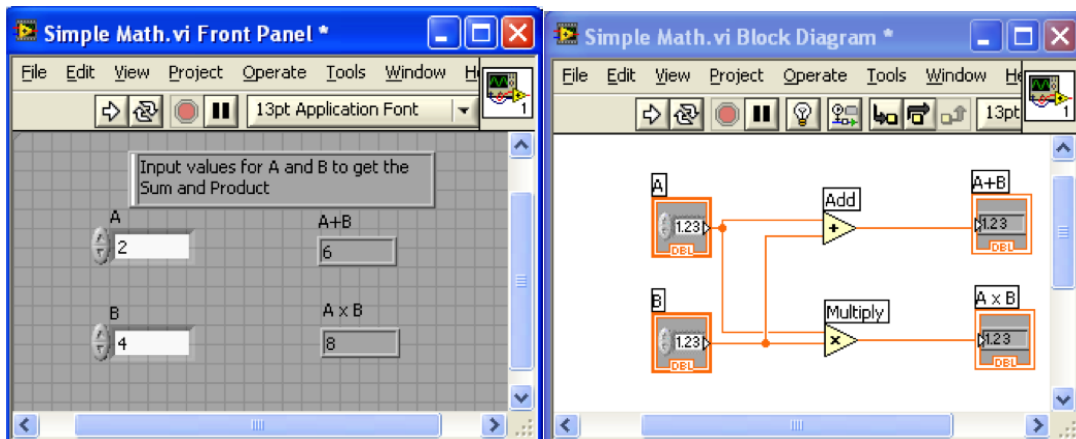 Simple Math.vi Front Panel *
File Edit View Project Operate Tools Window
13pt Application Font
1
Input values for A and B to get the
Sum and Product
A
2
A+B
6
B
4
A x B
8
Simple Math.vi Block Diagram *
File Edit View Project Operate Tools Window
13pt
1
A
1.23
DBL
Add
+
A+B
1.23
DBL
B
1.23
DBL
Multiply
x
A x B
1.23
DBL